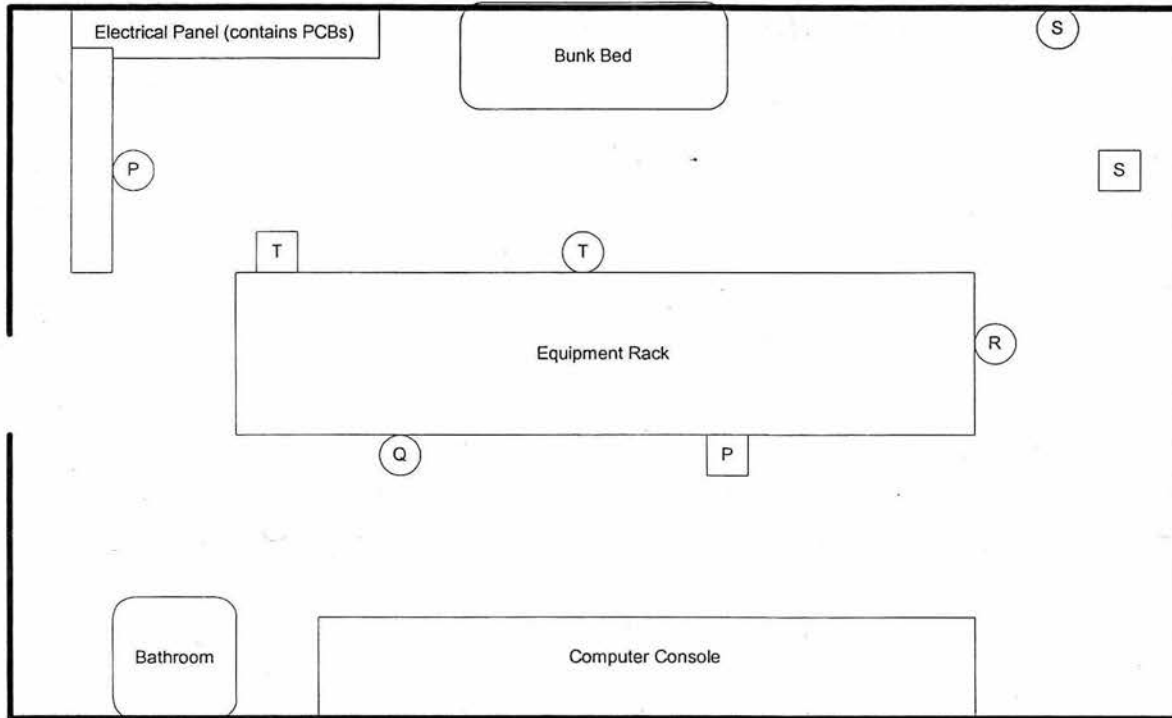 Electrical Panel (contains PCBs)
Bunk Bed
S
P
S
T
T
Equipment Rack
R
Q
P
Bathroom
Computer Console